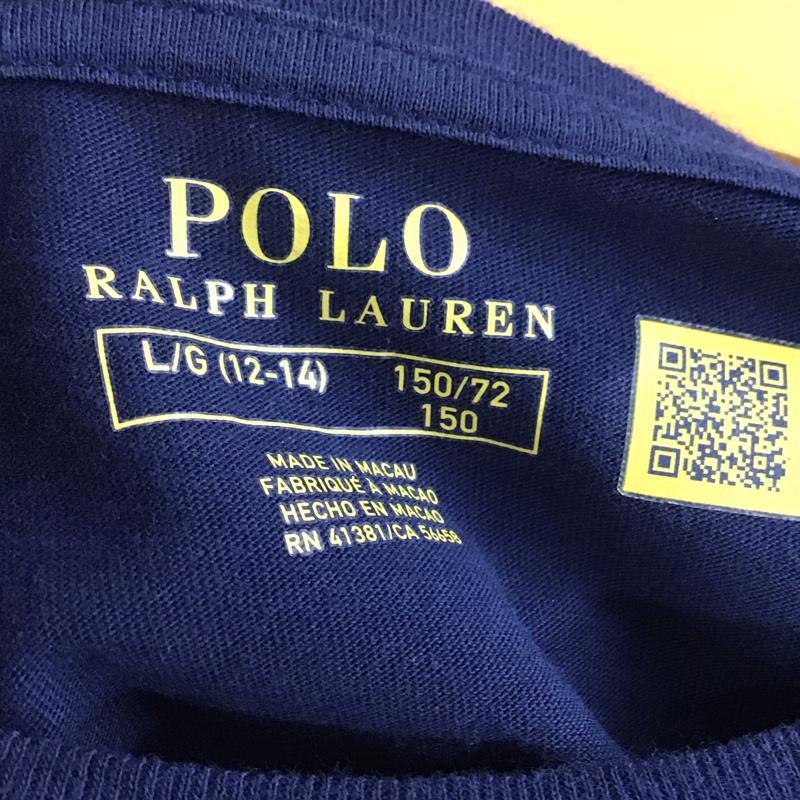 POLO
RALPH LAUREN
L/G (12-14) 150/72
150
MADE IN MACAU
FABRIQUÉ À MACAO
HECHO EN MACAO
RN 41381/CA 56658